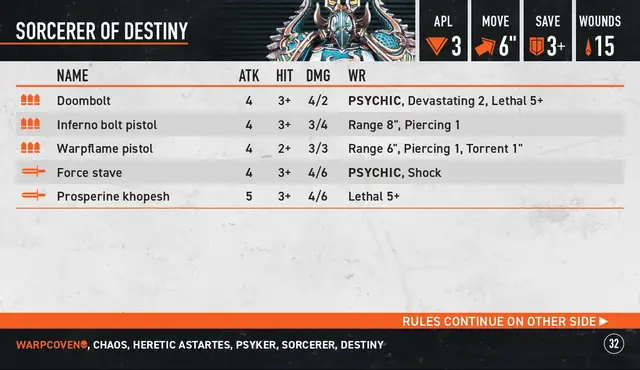 SORCERER OF DESTINY
APL MOVE SAVE WOUNDS
3 6" 3+ 15
NAME ATK HIT DMG WR
Doombolt 4 3+ 4/2 PSYCHIC, Devastating 2, Lethal 5+
Inferno bolt pistol 4 3+ 3/4 Range 8", Piercing 1
Warpflame pistol 4 2+ 3/3 Range 6", Piercing 1, Torrent 1"
Force stave 4 3+ 4/6 PSYCHIC, Shock
Prosperine khopesh 5 3+ 4/6 Lethal 5+
RULES CONTINUE ON OTHER SIDE ▶
WARPCOVEN, CHAOS, HERETIC ASTARTES, PSYKER, SORCERER, DESTINY 32